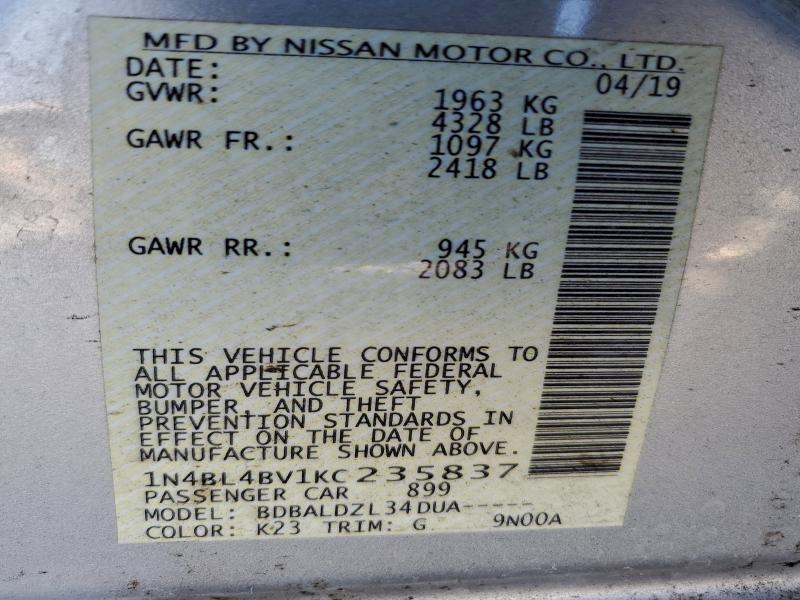 MFD BY NISSAN MOTOR CO., LTD.
DATE: 04/19
GVWR: 1963 KG
4328 LB
GAWR FR.: 1097 KG
2418 LB
GAWR RR.: 945 KG
2083 LB
THIS VEHICLE CONFORMS TO
ALL APPLICABLE FEDERAL
MOTOR VEHICLE SAFETY,
BUMPER, AND THEFT
PREVENTION STANDARDS IN
EFFECT ON THE DATE OF
MANUFACTURE SHOWN ABOVE.
1N4BL4BV1KC235837
PASSENGER CAR 899
MODEL: BDBALDZL34DUA-----
COLOR: K23 TRIM: G 9N00A